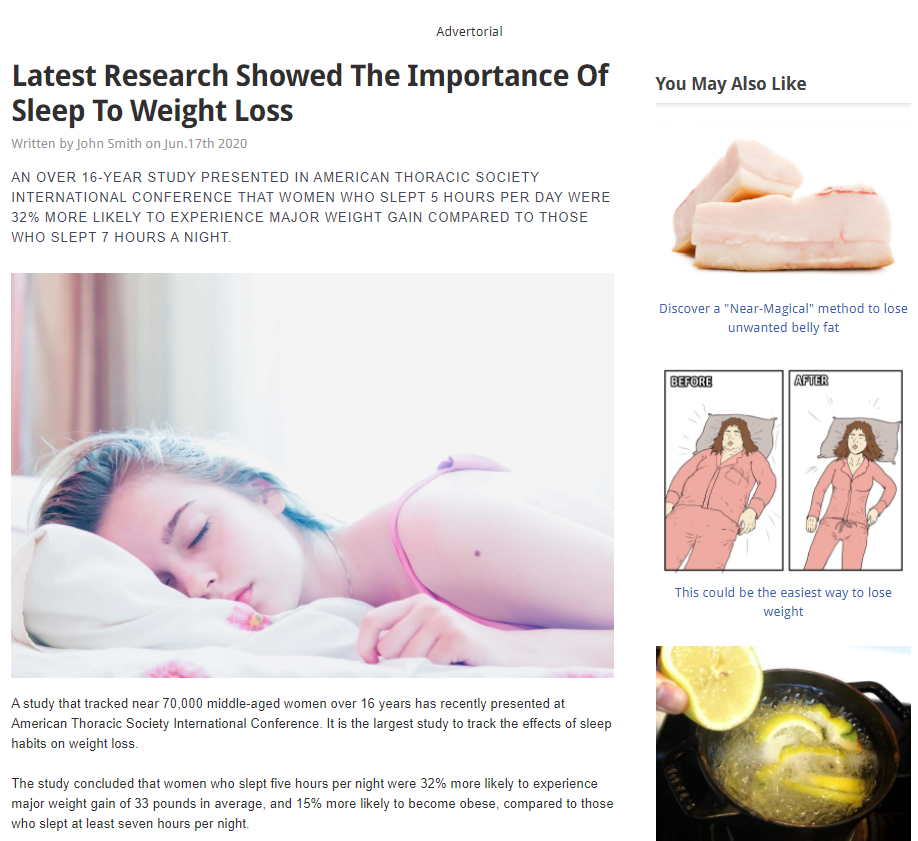 Advertorial
Latest Research Showed The Importance Of
Sleep To Weight Loss
Written by John Smith on Jun.17th 2020
AN OVER 16-YEAR STUDY PRESENTED IN AMERICAN THORACIC SOCIETY
INTERNATIONAL CONFERENCE THAT WOMEN WHO SLEPT 5 HOURS PER DAY WERE
32% MORE LIKELY TO EXPERIENCE MAJOR WEIGHT GAIN COMPARED TO THOSE
WHO SLEPT 7 HOURS A NIGHT.
A study that tracked near 70,000 middle-aged women over 16 years has recently presented at
American Thoracic Society International Conference. It is the largest study to track the effects of sleep
habits on weight loss.
The study concluded that women who slept five hours per night were 32% more likely to experience
major weight gain of 33 pounds in average, and 15% more likely to become obese, compared to those
who slept at least seven hours per night.
You May Also Like
Discover a "Near-Magical" method to lose
unwanted belly fat
BEFORE
AFTER
This could be the easiest way to lose
weight